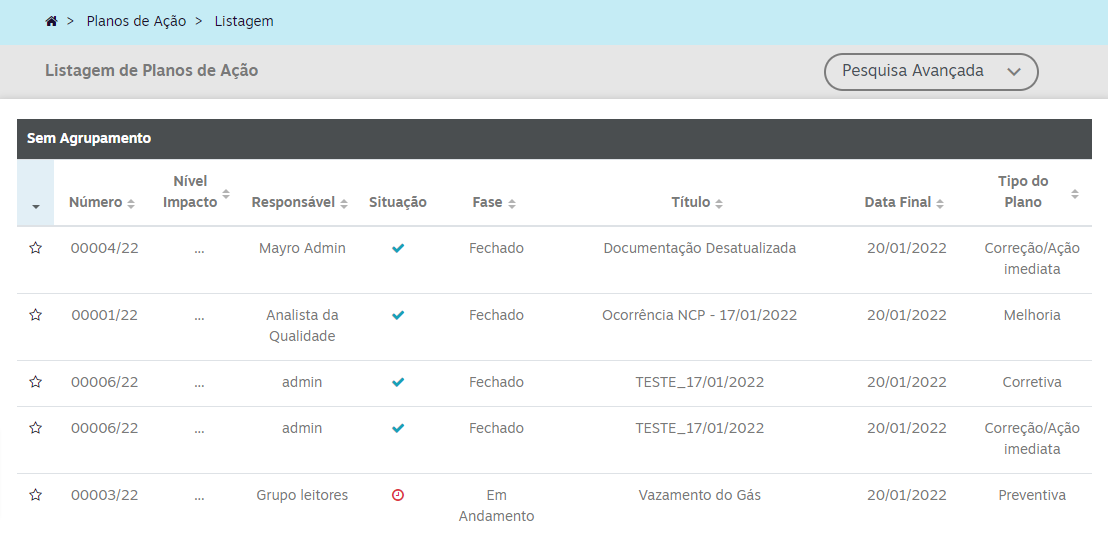 > Planos de Ação > Listagem
Listagem de Planos de Ação
Pesquisa Avançada
Sem Agrupamento
Número Nível Impacto Responsável Situação Fase Título Data Final Tipo do Plano
00004/22 ... Mayro Admin Fechado Documentação Desatualizada 20/01/2022 Correção/Ação imediata
00001/22 ... Analista da Qualidade Fechado Ocorrência NCP - 17/01/2022 20/01/2022 Melhoria
00006/22 ... admin Fechado TESTE_17/01/2022 20/01/2022 Corretiva
00006/22 ... admin Fechado TESTE_17/01/2022 20/01/2022 Correção/Ação imediata
00003/22 ... Grupo leitores Em Andamento Vazamento do Gás 20/01/2022 Preventiva